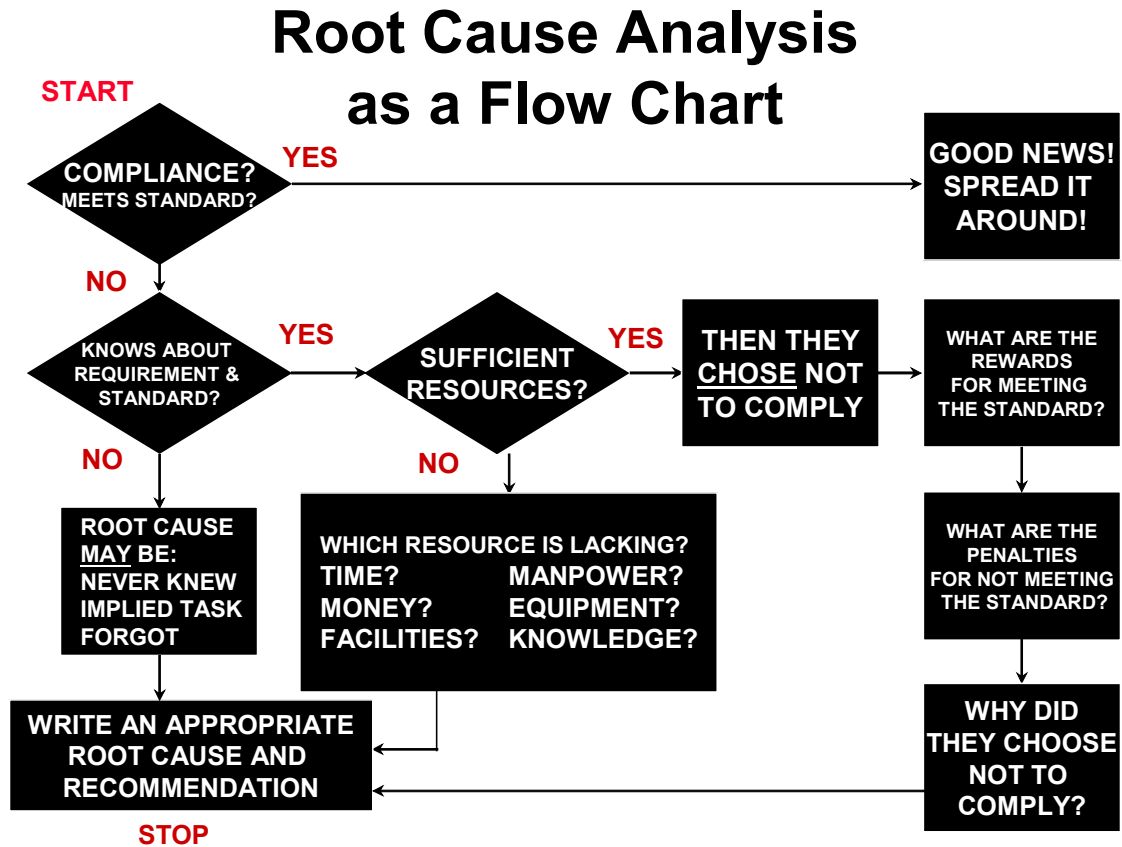 Root Cause Analysis
as a Flow Chart
START
COMPLIANCE?
MEETS STANDARD?
YES
GOOD NEWS!
SPREAD IT
AROUND!
NO
KNOWS ABOUT
REQUIREMENT &
STANDARD?
YES
SUFFICIENT
RESOURCES?
YES
THEN THEY
CHOSE NOT
TO COMPLY
WHAT ARE THE
REWARDS
FOR MEETING
THE STANDARD?
NO
NO
ROOT CAUSE
MAY BE:
NEVER KNEW
IMPLIED TASK
FORGOT
WHICH RESOURCE IS LACKING?
TIME? MANPOWER?
MONEY? EQUIPMENT?
FACILITIES? KNOWLEDGE?
WHAT ARE THE
PENALTIES
FOR NOT MEETING
THE STANDARD?
WRITE AN APPROPRIATE
ROOT CAUSE AND
RECOMMENDATION
WHY DID
THEY CHOOSE
NOT TO
COMPLY?
STOP